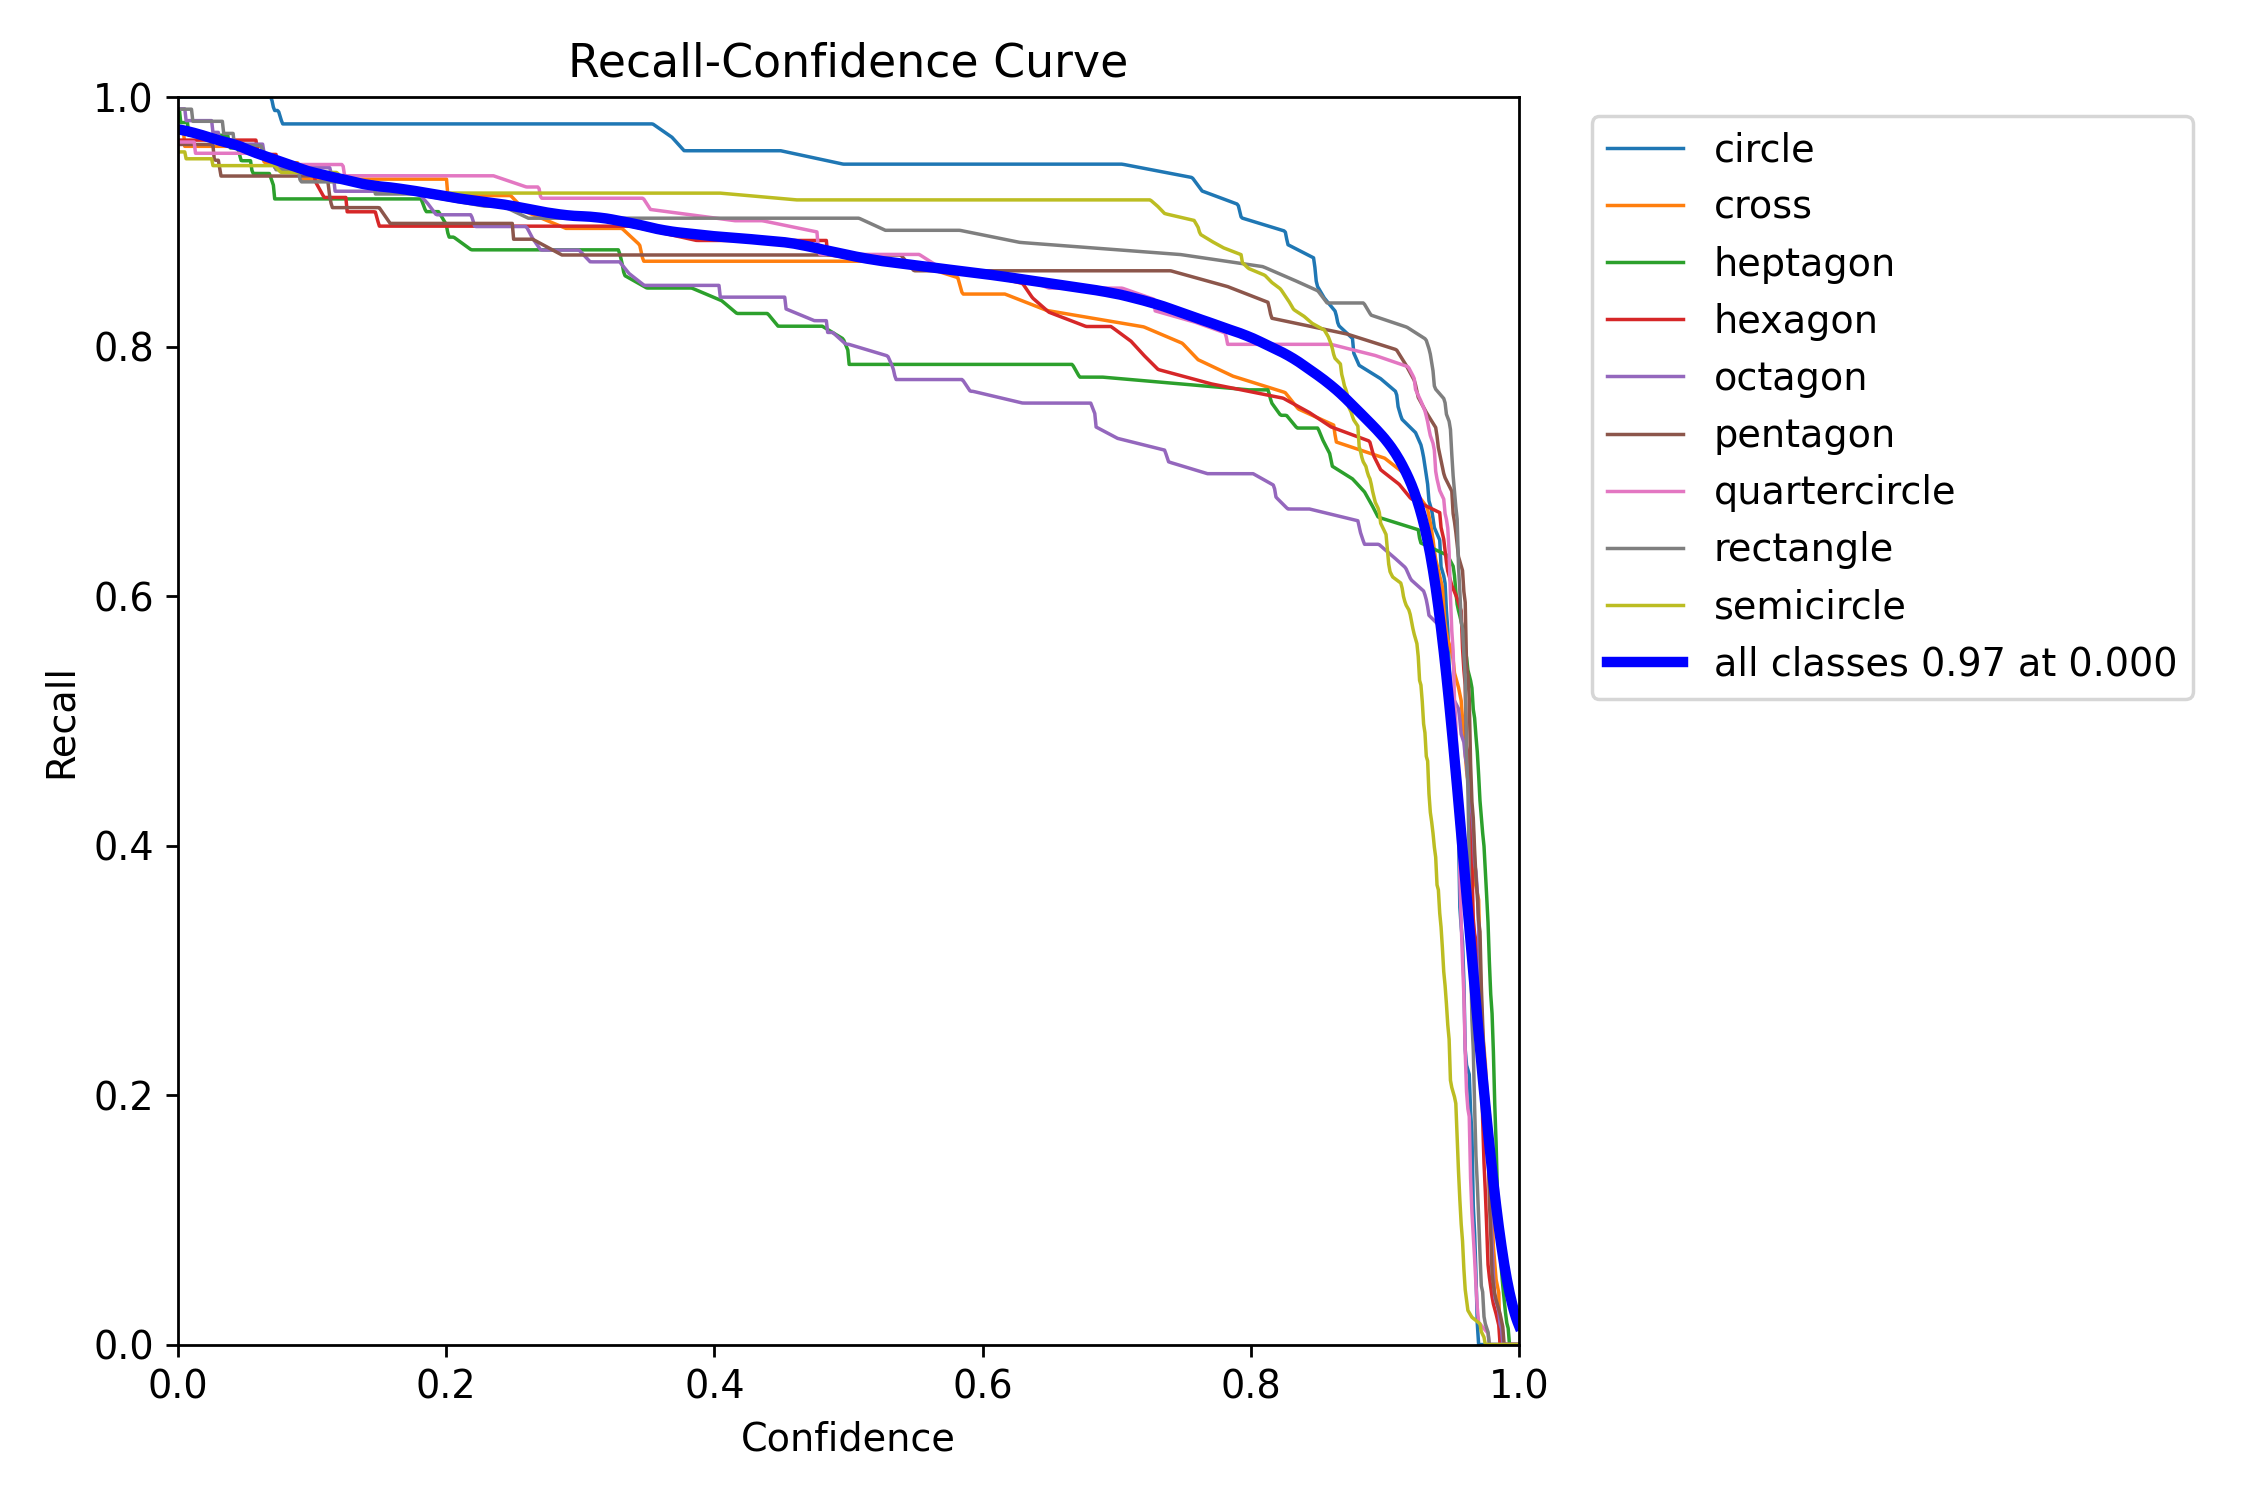 Recall-Confidence Curve
1.0
0.8
0.6
0.4
0.2
0.0
Recall
0.0 0.2 0.4 0.6 0.8 1.0
Confidence
circle
cross
heptagon
hexagon
octagon
pentagon
quartercircle
rectangle
semicircle
all classes 0.97 at 0.000